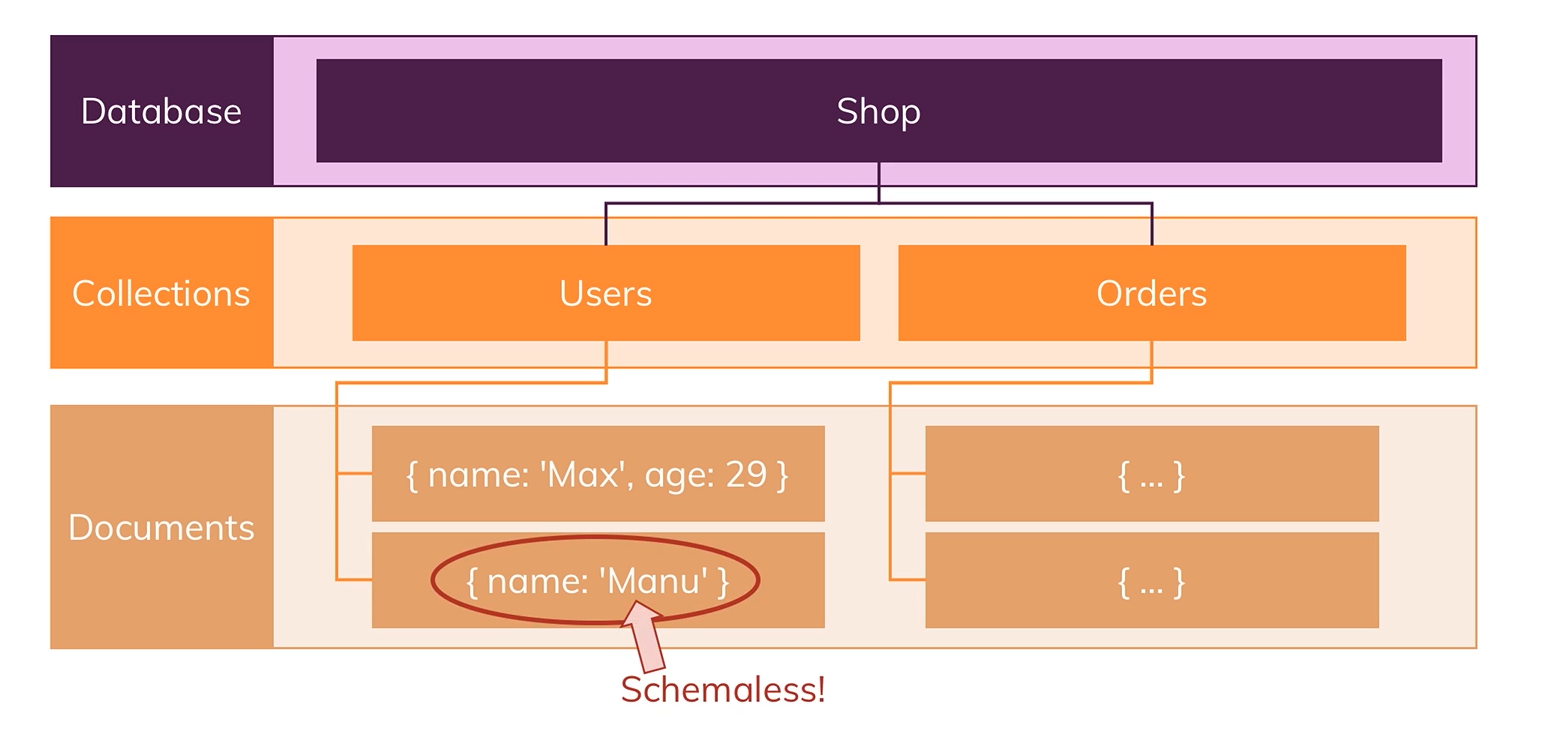 Database
Shop
Collections
Users
Orders
Documents
{ name: 'Max', age: 29 }
{ ... }
{ name: 'Manu' }
{ ... }
Schemaless!